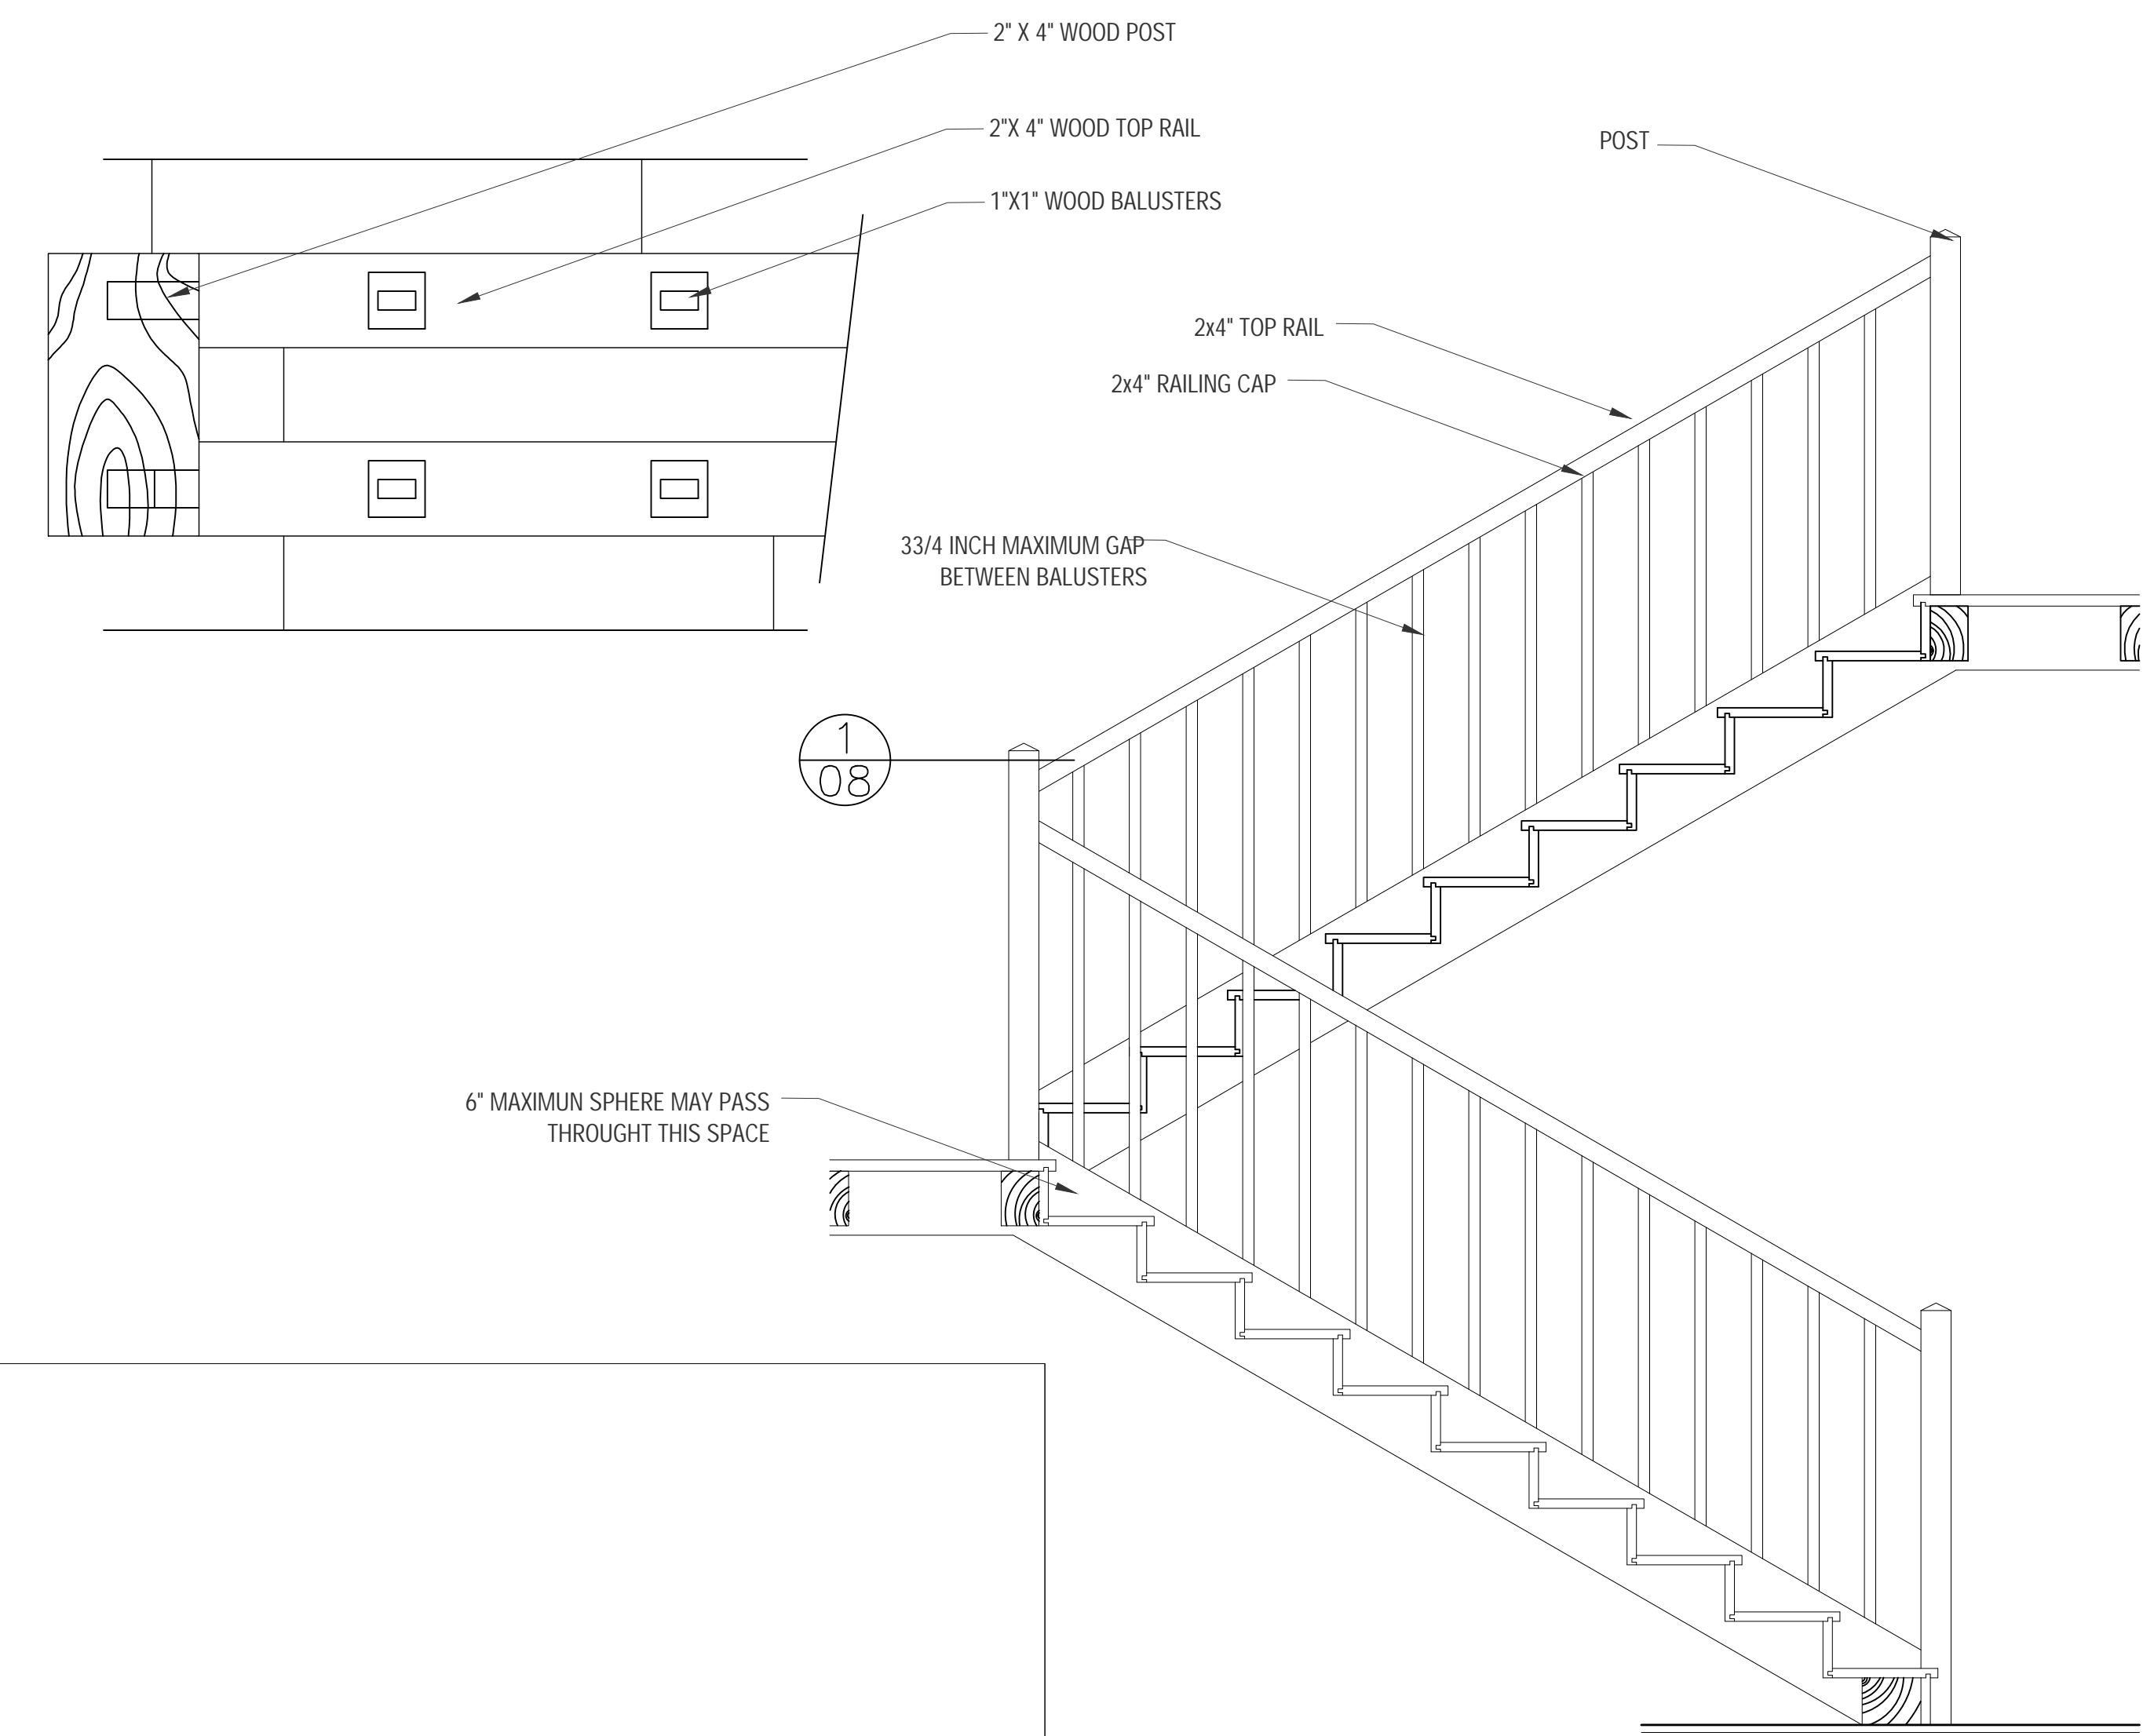 2" X 4" WOOD POST
2"X 4" WOOD TOP RAIL
1"X1" WOOD BALUSTERS
POST
2x4" TOP RAIL
2x4" RAILING CAP
33/4 INCH MAXIMUM GAP
BETWEEN BALUSTERS
1
08
6" MAXIMUN SPHERE MAY PASS
THROUGHT THIS SPACE